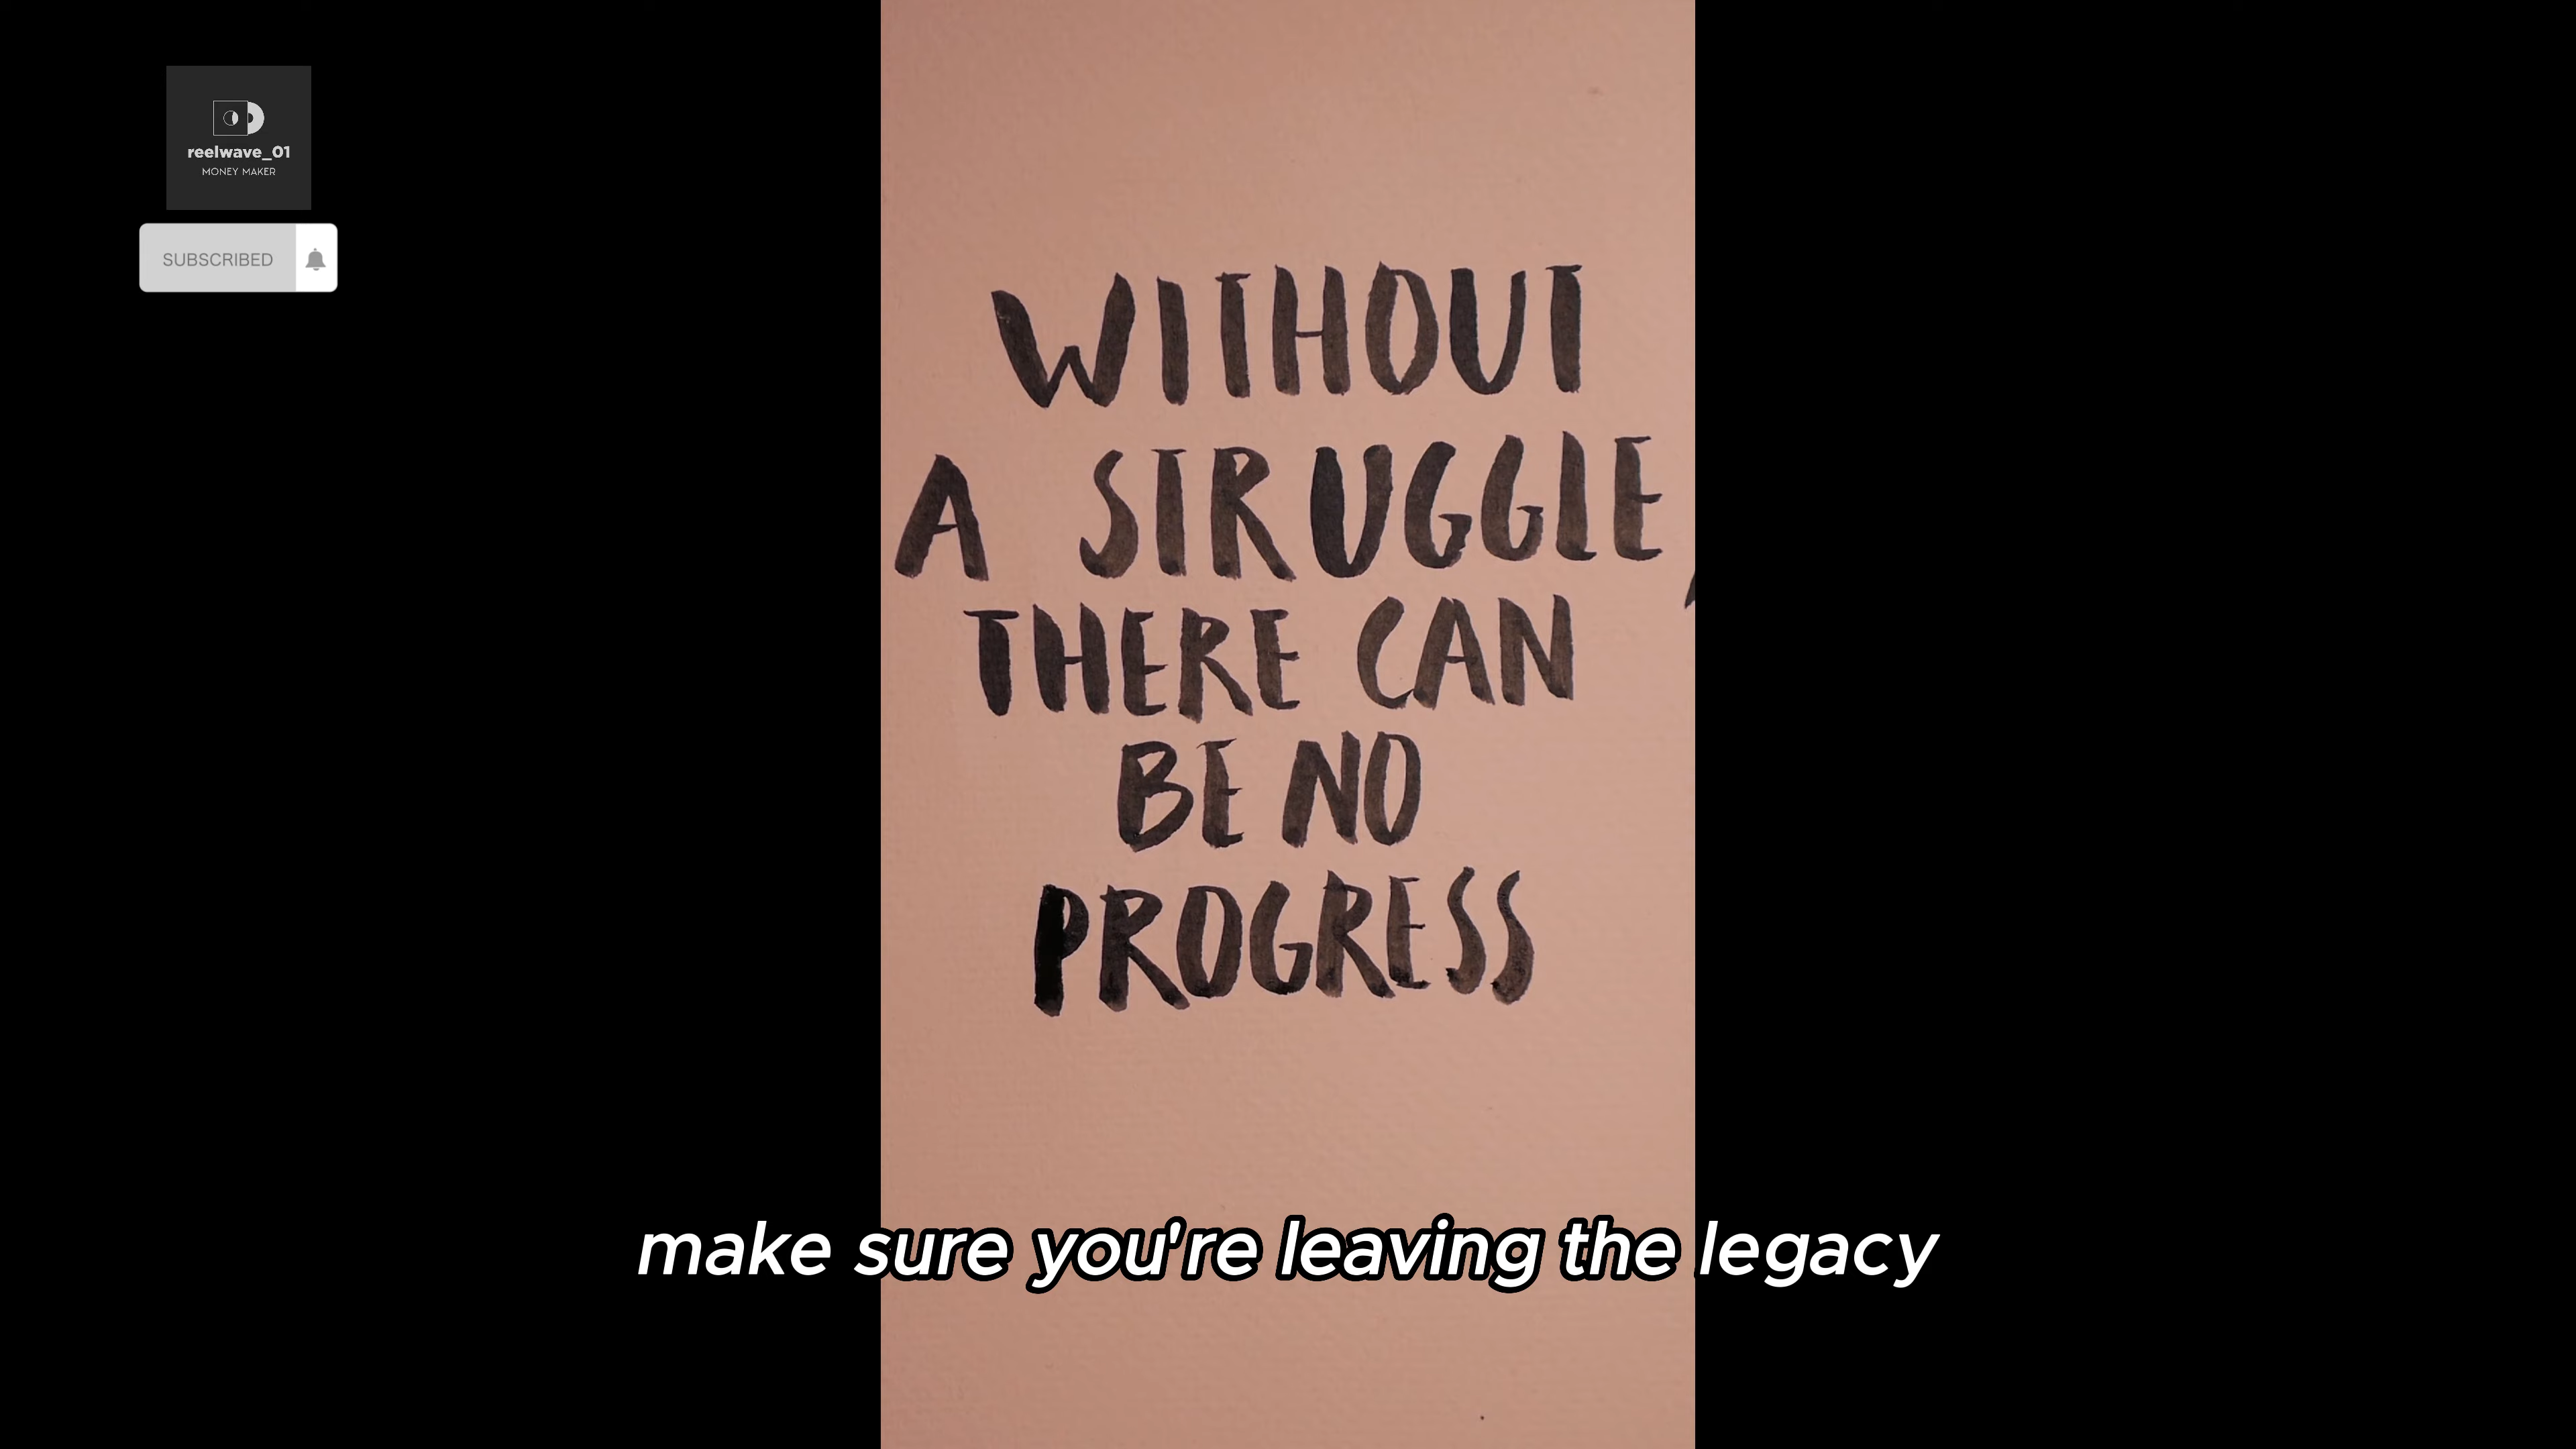 reelwave_01
MONEY MAKER
SUBSCRIBED
WITHOUT
A STRUGGLE
THERE CAN
BE NO
PROGRESS
make sure you're leaving the legacy